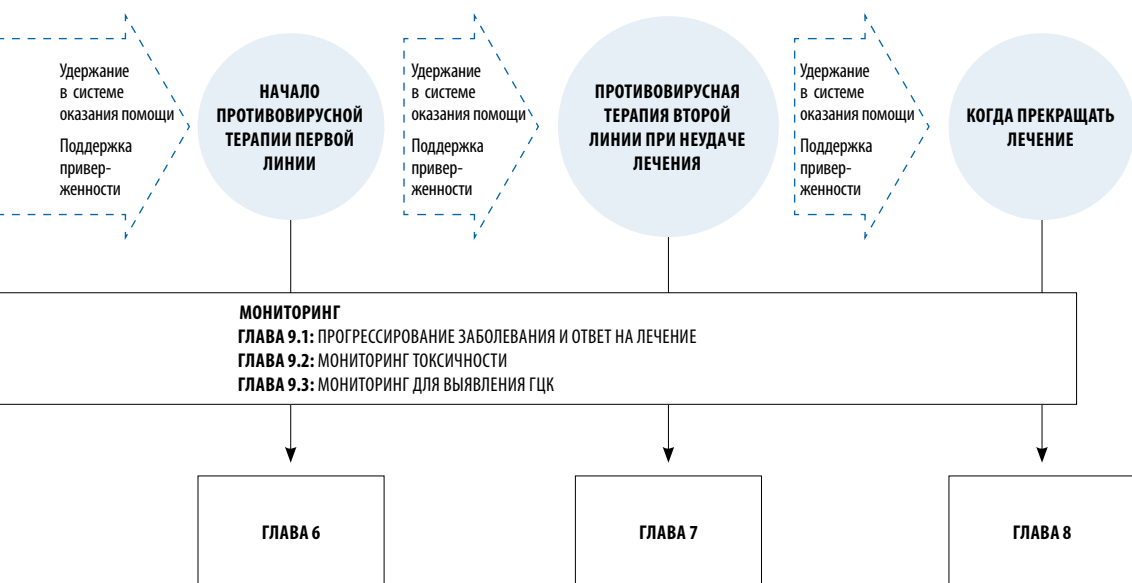 Удержание
в системе
оказания помощи
Поддержка
привер-
женности
НАЧАЛО
ПРОТИВОВИРУСНОЙ
ТЕРАПИИ ПЕРВОЙ
ЛИНИИ
Удержание
в системе
оказания помощи
Поддержка
привер-
женности
ПРОТИВОВИРУСНАЯ
ТЕРАПИЯ ВТОРОЙ
ЛИНИИ ПРИ НЕУДАЧЕ
ЛЕЧЕНИЯ
Удержание
в системе
оказания помощи
Поддержка
привер-
женности
КОГДА ПРЕКРАЩАТЬ
ЛЕЧЕНИЕ
МОНИТОРИНГ
ГЛАВА 9.1: ПРОГРЕССИРОВАНИЕ ЗАБОЛЕВАНИЯ И ОТВЕТ НА ЛЕЧЕНИЕ
ГЛАВА 9.2: МОНИТОРИНГ ТОКСИЧНОСТИ
ГЛАВА 9.3: МОНИТОРИНГ ДЛЯ ВЫЯВЛЕНИЯ ГЦК
ГЛАВА 6
ГЛАВА 7
ГЛАВА 8